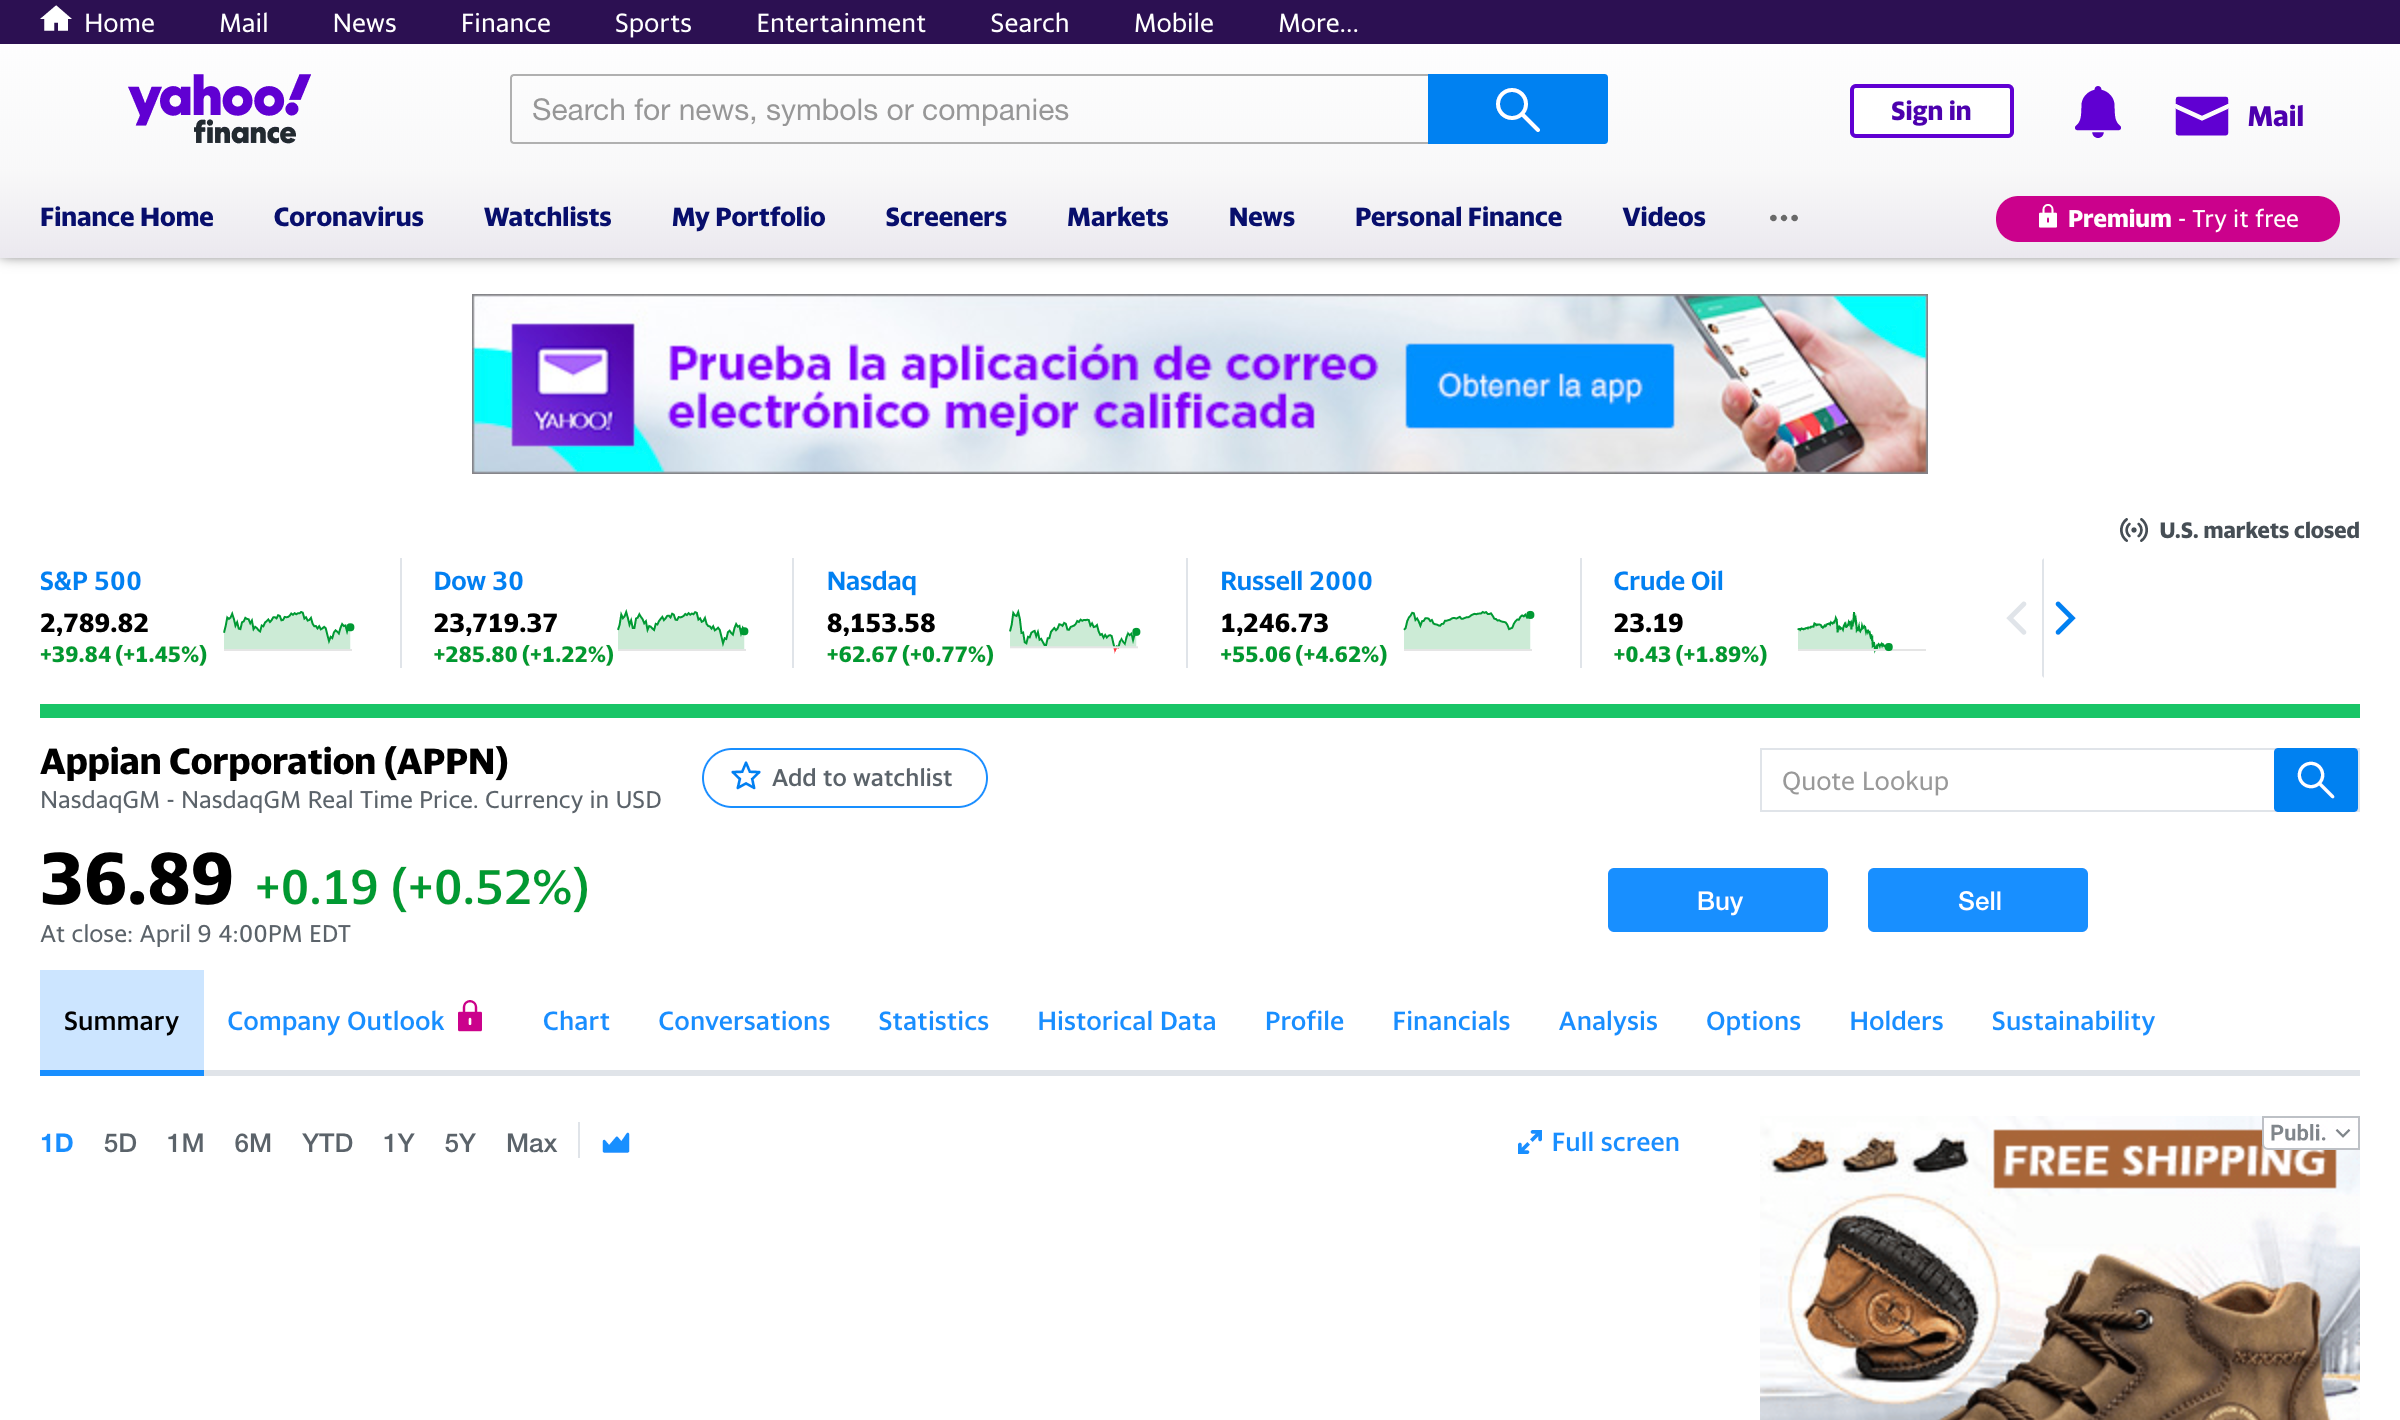 Home Mail News Finance Sports Entertainment Search Mobile More...
yahoo!
finance
Search for news, symbols or companies
Sign in
Mail
Finance Home Coronavirus Watchlists My Portfolio Screeners Markets News Personal Finance Videos
Premium - Try it free
YAHOO!
Prueba la aplicación de correo
electrónico mejor calificada
Obtener la app
U.S. markets closed
S&P 500
2,789.82
+39.84 (+1.45%)
Dow 30
23,719.37
+285.80 (+1.22%)
Nasdaq
8,153.58
+62.67 (+0.77%)
Russell 2000
1,246.73
+55.06 (+4.62%)
Crude Oil
23.19
+0.43 (+1.89%)
Appian Corporation (APPN)
NasdaqGM - NasdaqGM Real Time Price. Currency in USD
Add to watchlist
Quote Lookup
36.89 +0.19 (+0.52%)
At close: April 9 4:00PM EDT
Buy
Sell
Summary Company Outlook Chart Conversations Statistics Historical Data Profile Financials Analysis Options Holders Sustainability
1D 5D 1M 6M YTD 1Y 5Y Max
Full screen
Publi.
FREE SHIPPING